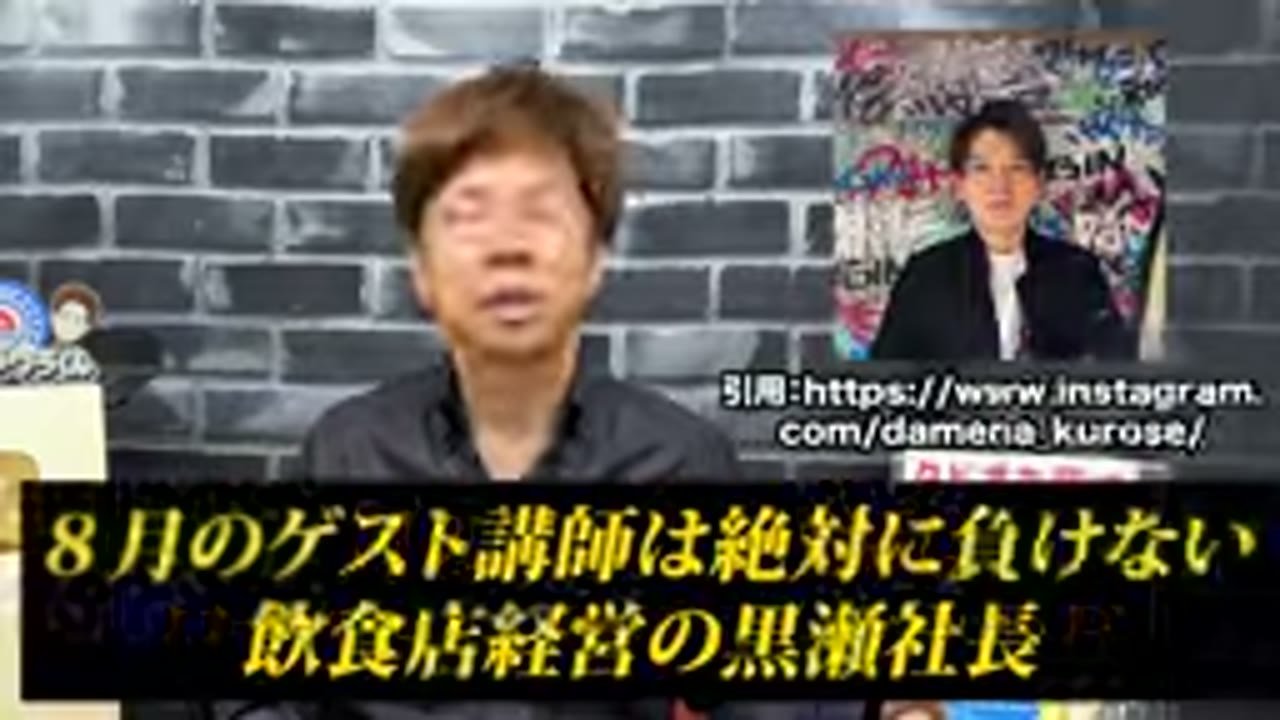 引用:https://www.instagram.
com/dameria_kurose/
8月のゲスト講師は絶対に負けない
飲食店経営の黒瀬社長